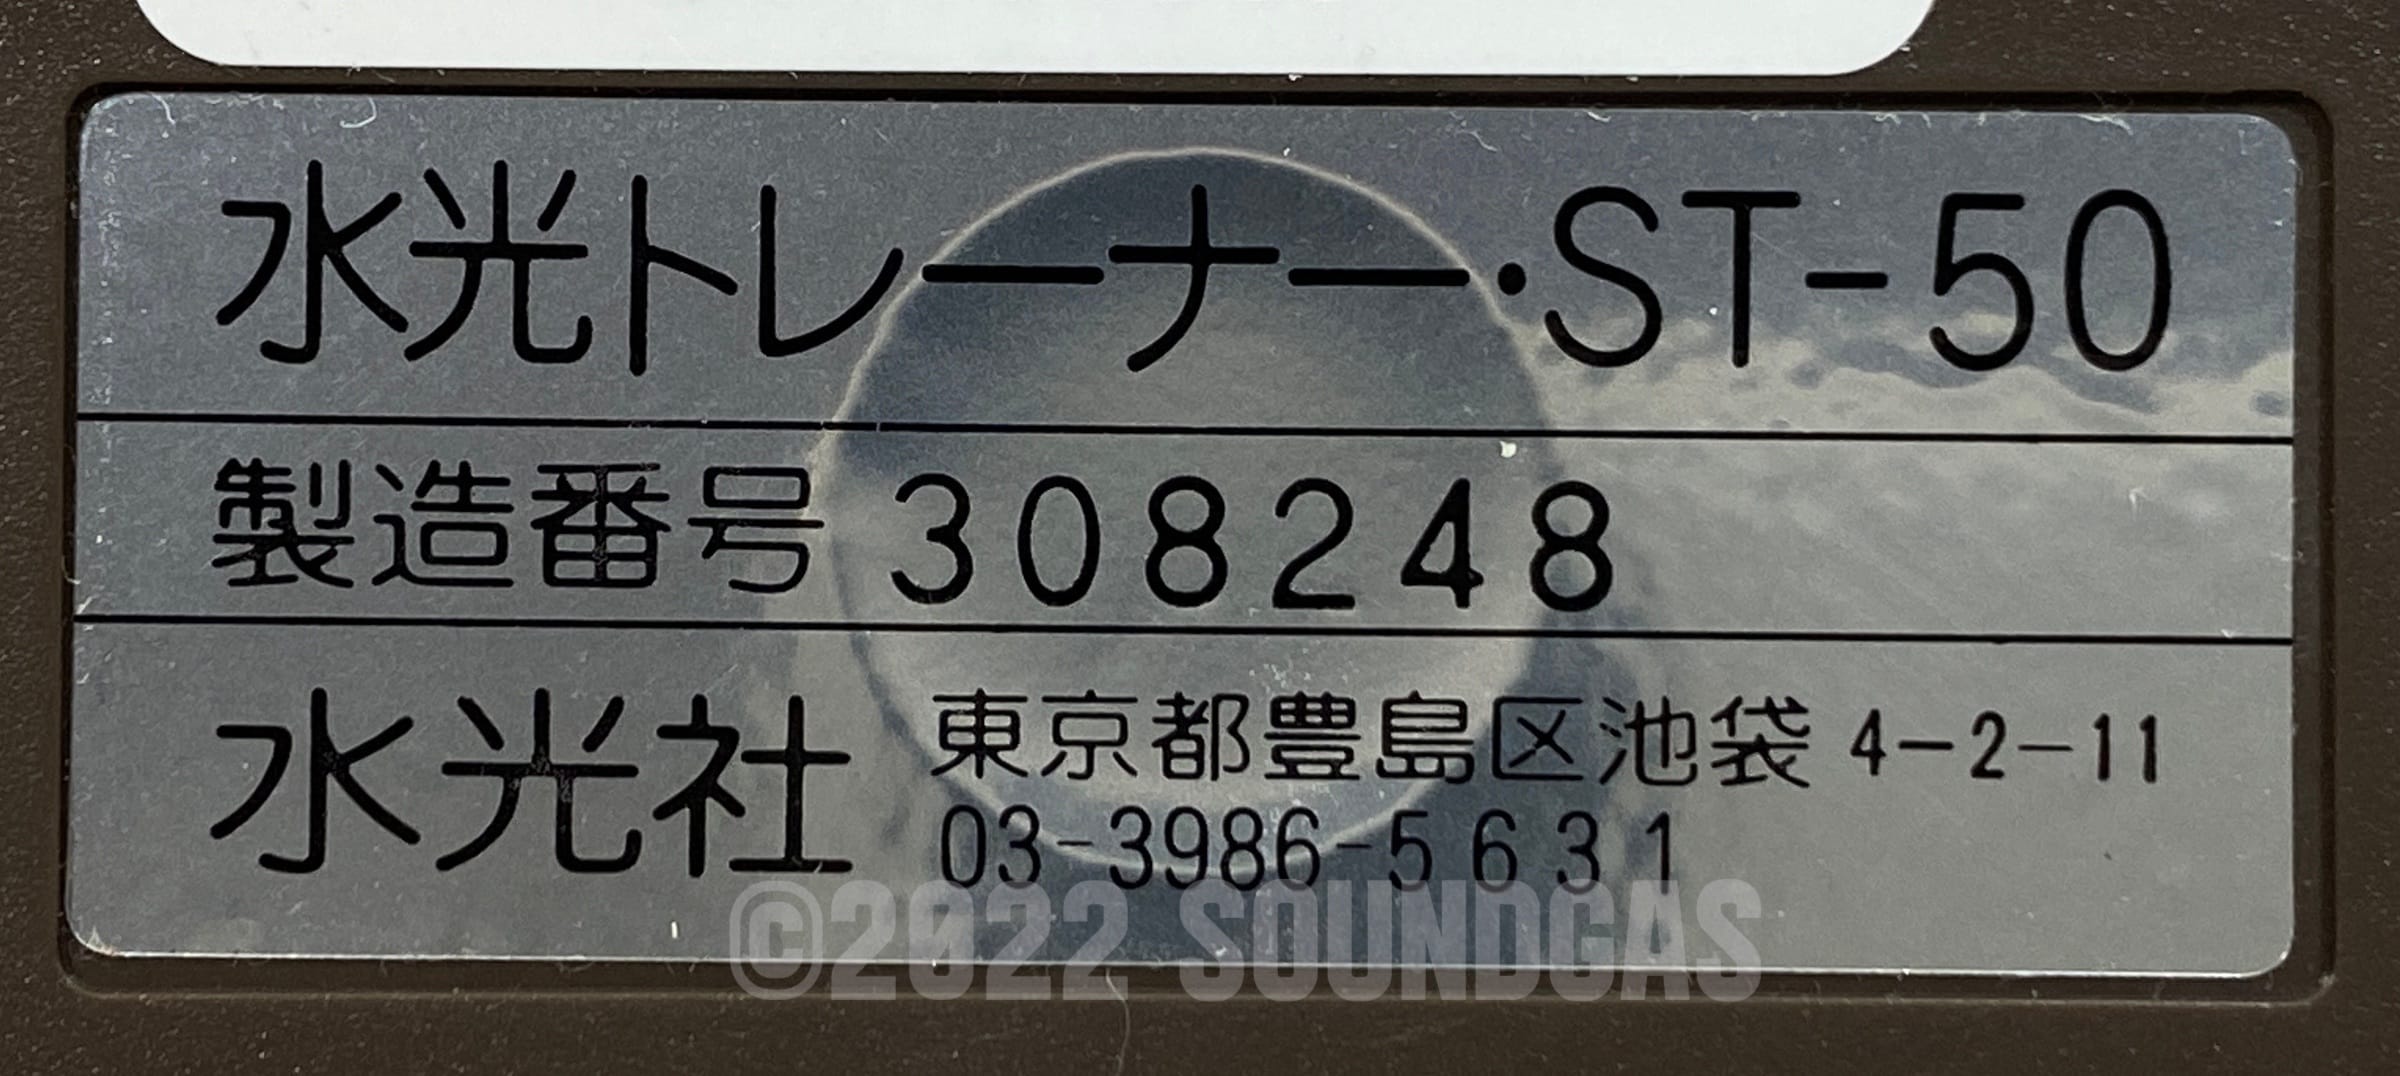 水光トレーナー・ST-50
製造番号 308248
水光社 東京都豊島区池袋 4-2-11
03-3986-5631
©2022 SOUNDGAS